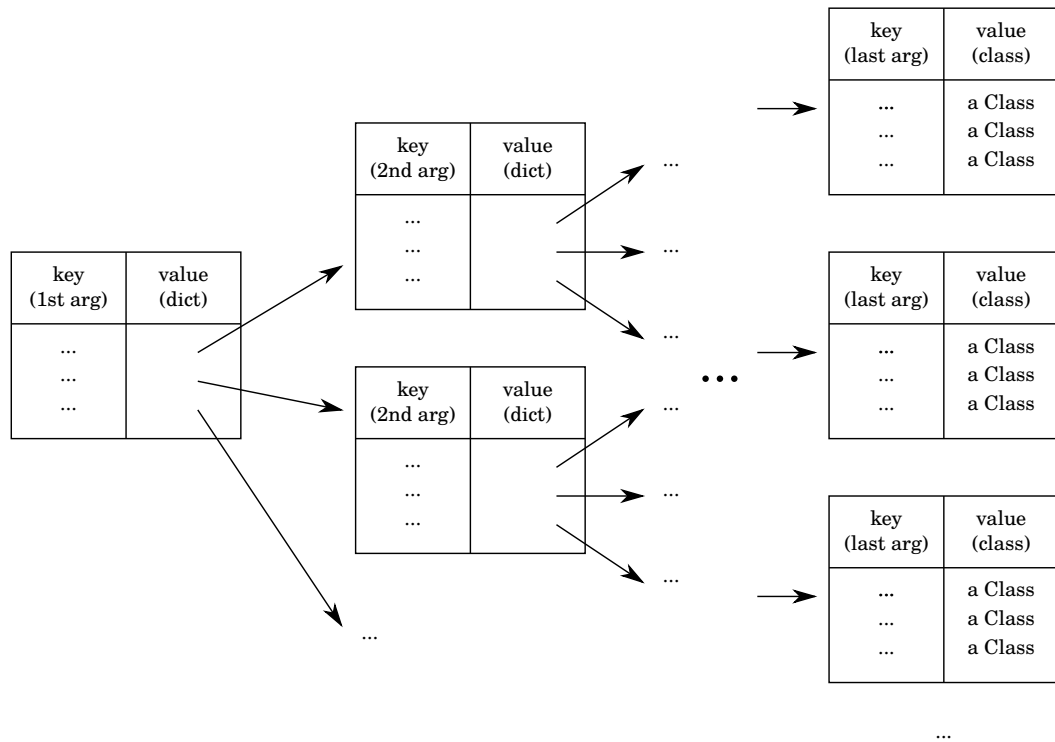 key value
(1st arg) (dict)
...
...
...
key value
(2nd arg) (dict)
...
...
...
key value
(2nd arg) (dict)
...
...
...
...
...
...
...
...
...
...
...
...
key value
(last arg) (class)
... a Class
... a Class
... a Class
key value
(last arg) (class)
... a Class
... a Class
... a Class
key value
(last arg) (class)
... a Class
... a Class
... a Class
...